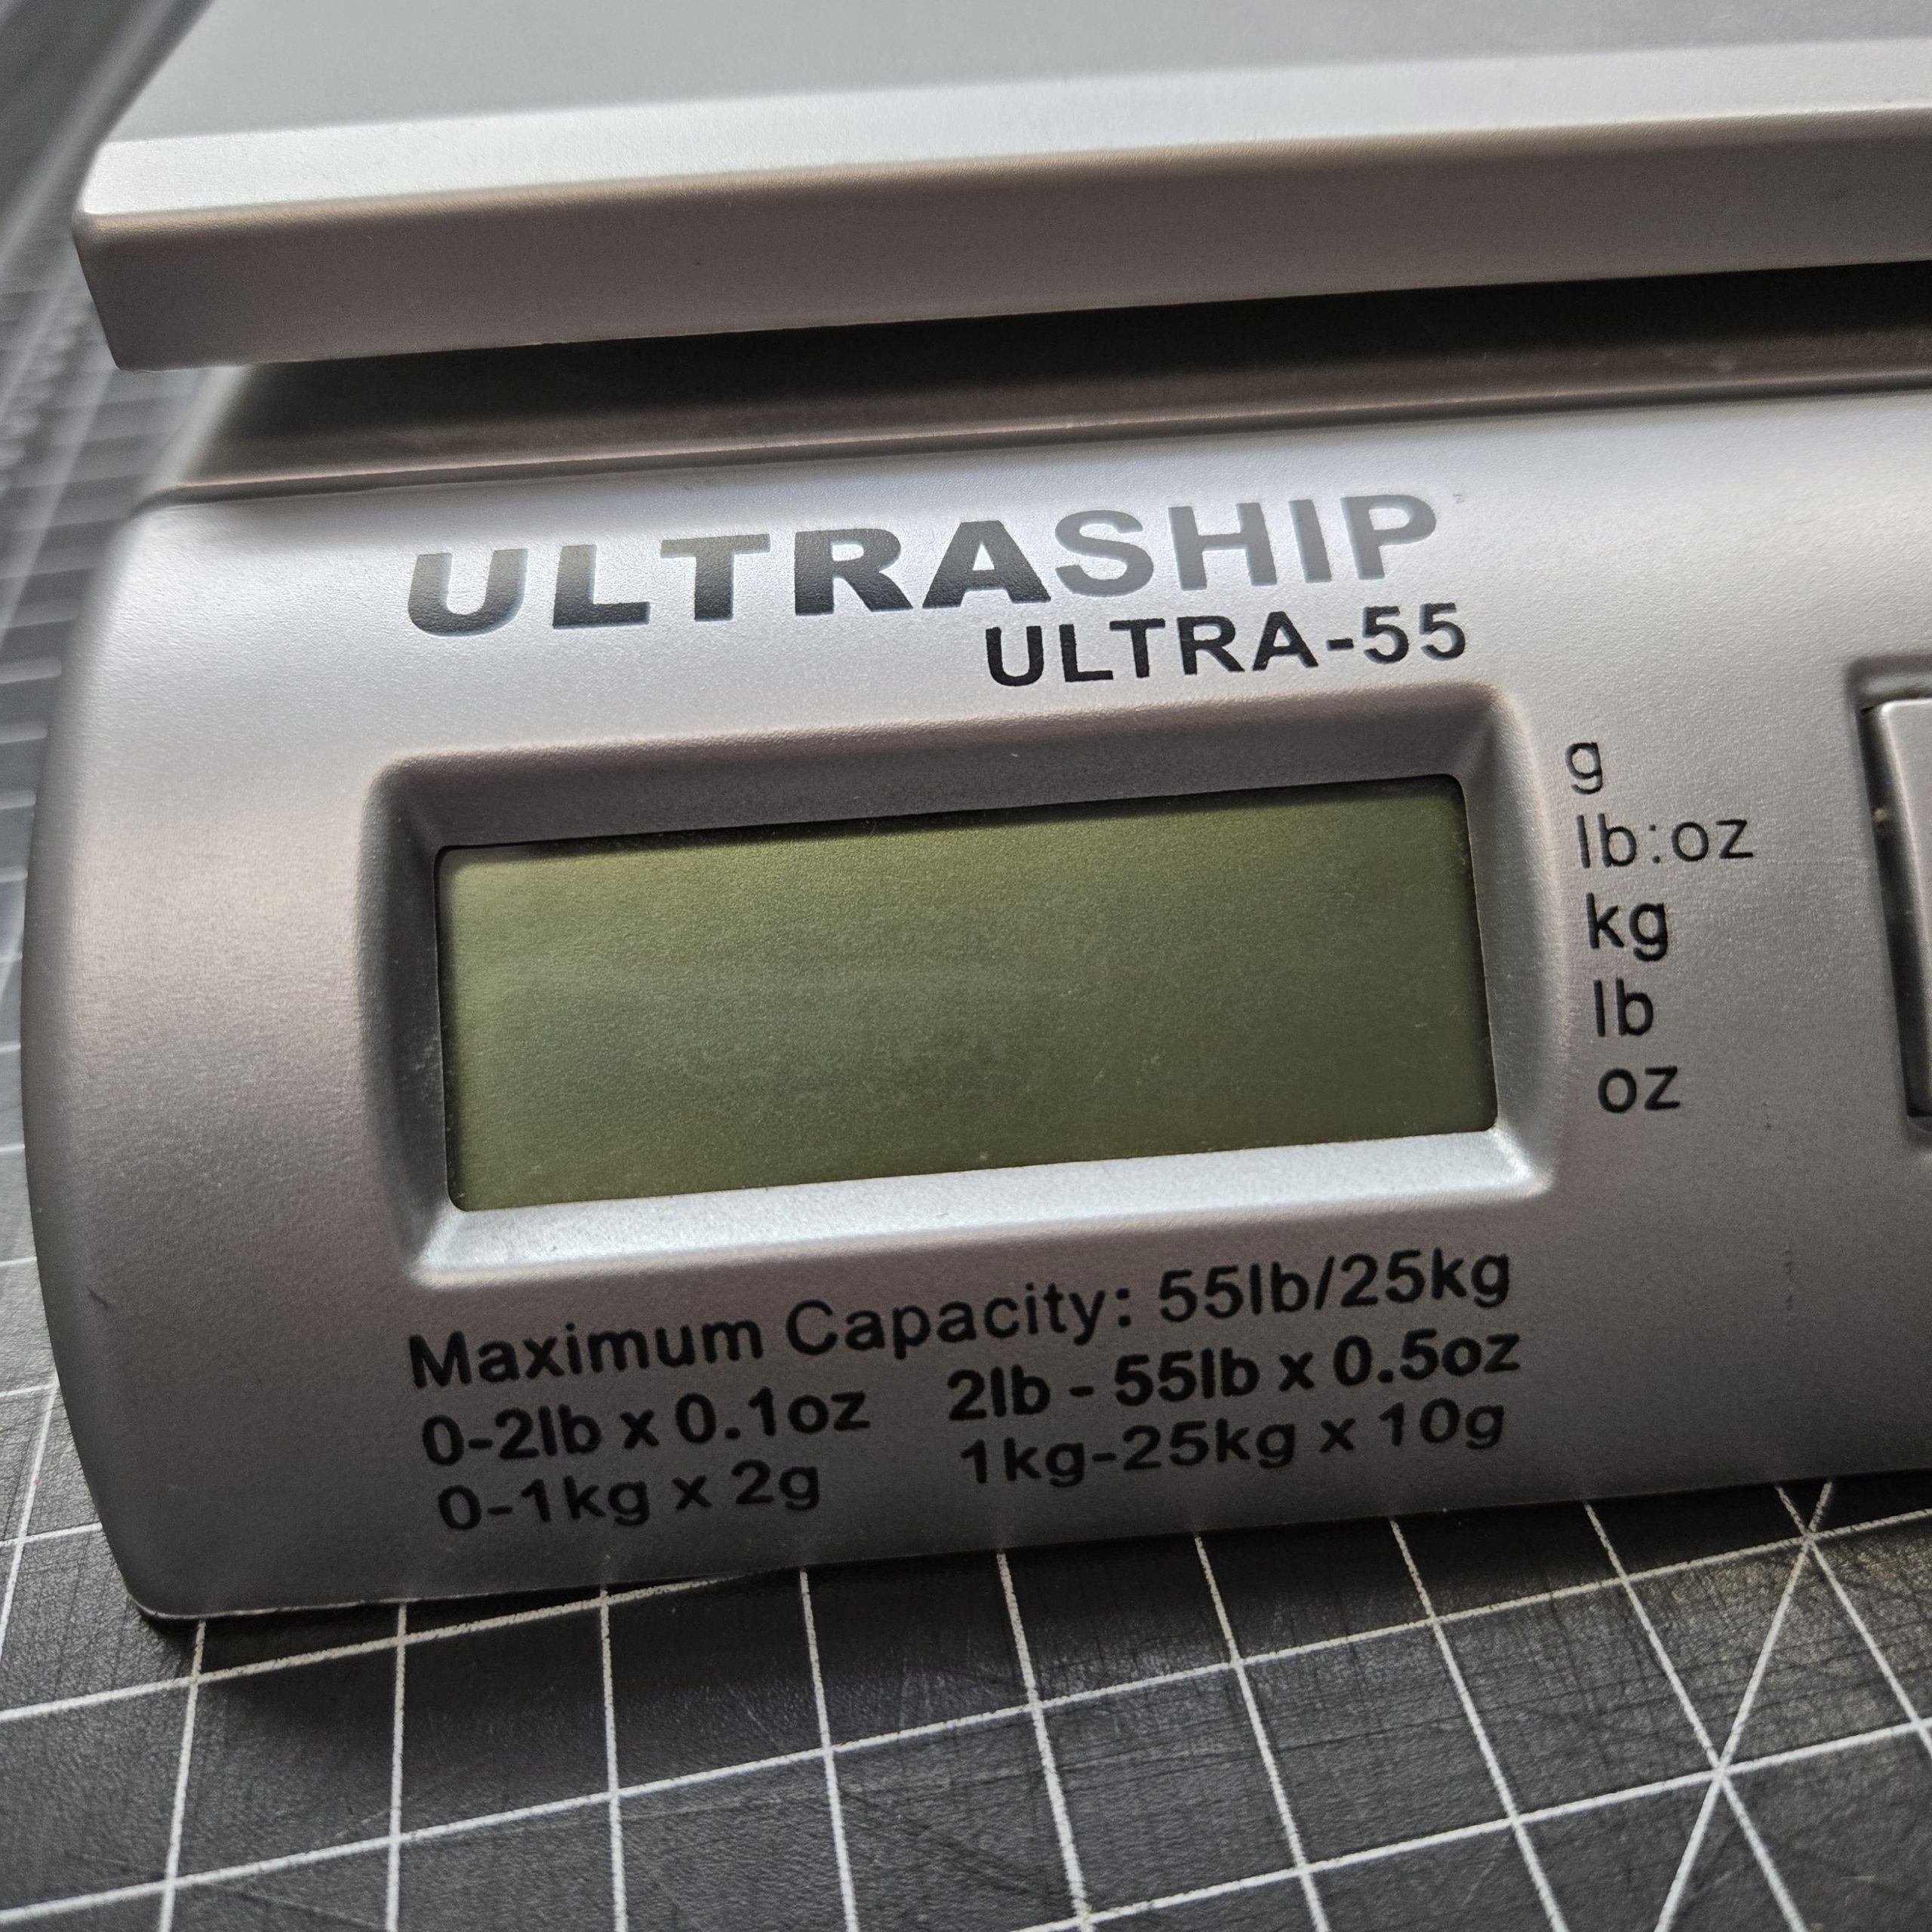 ULTRASHIP
ULTRA-55
g
lb:oz
kg
lb
oz
Maximum Capacity: 55lb/25kg
0-2lb x 0.1oz 2lb - 55lb x 0.5oz
0-1kg x 2g 1kg-25kg x 10g